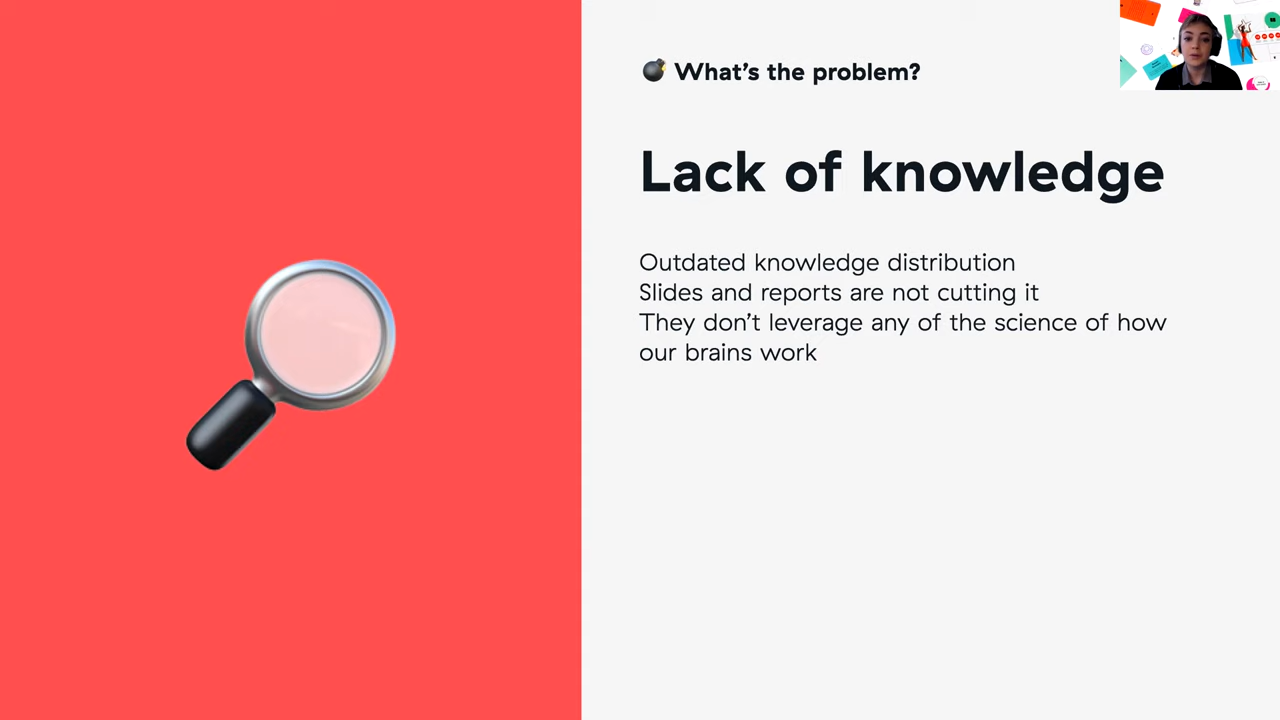 💣 What's the problem?
Lack of knowledge
Outdated knowledge distribution
Slides and reports are not cutting it
They don't leverage any of the science of how
our brains work